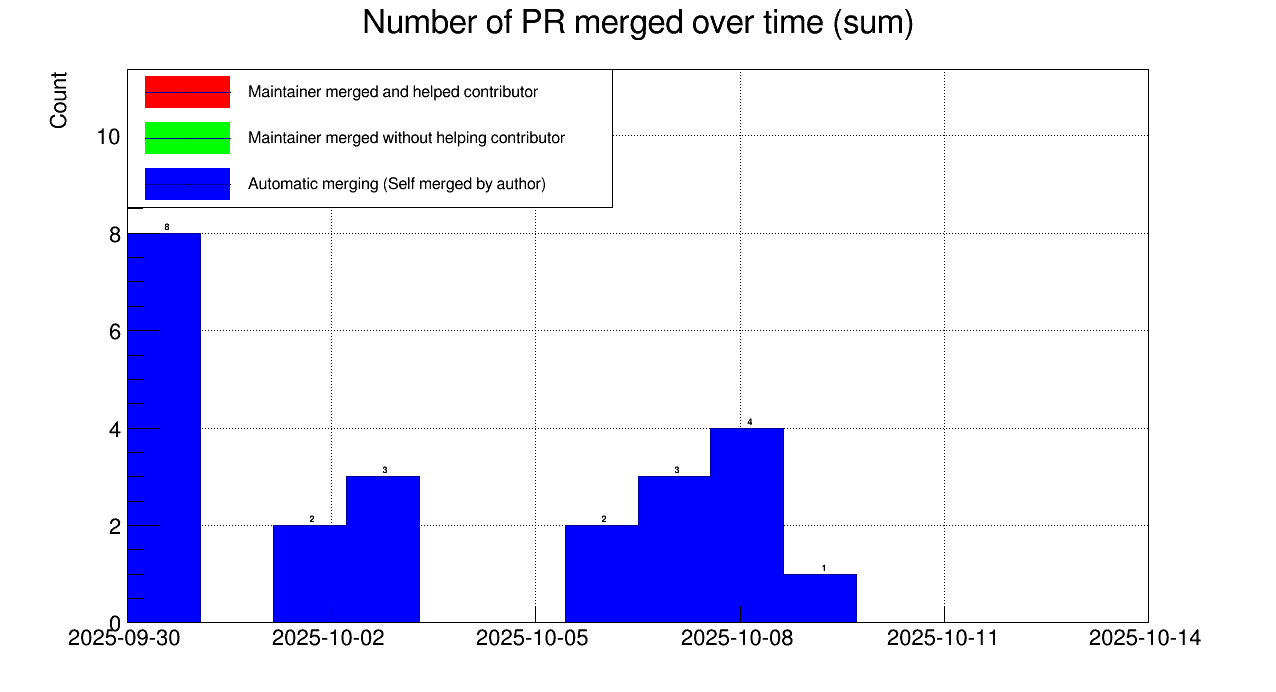 Number of PR merged over time (sum)
Count
Maintainer merged and helped contributor
Maintainer merged without helping contributor
Automatic merging (Self merged by author)
10
8
6
4
2
0
8
2
3
2
3
4
1
2025-09-30 2025-10-02 2025-10-05 2025-10-08 2025-10-11 2025-10-14